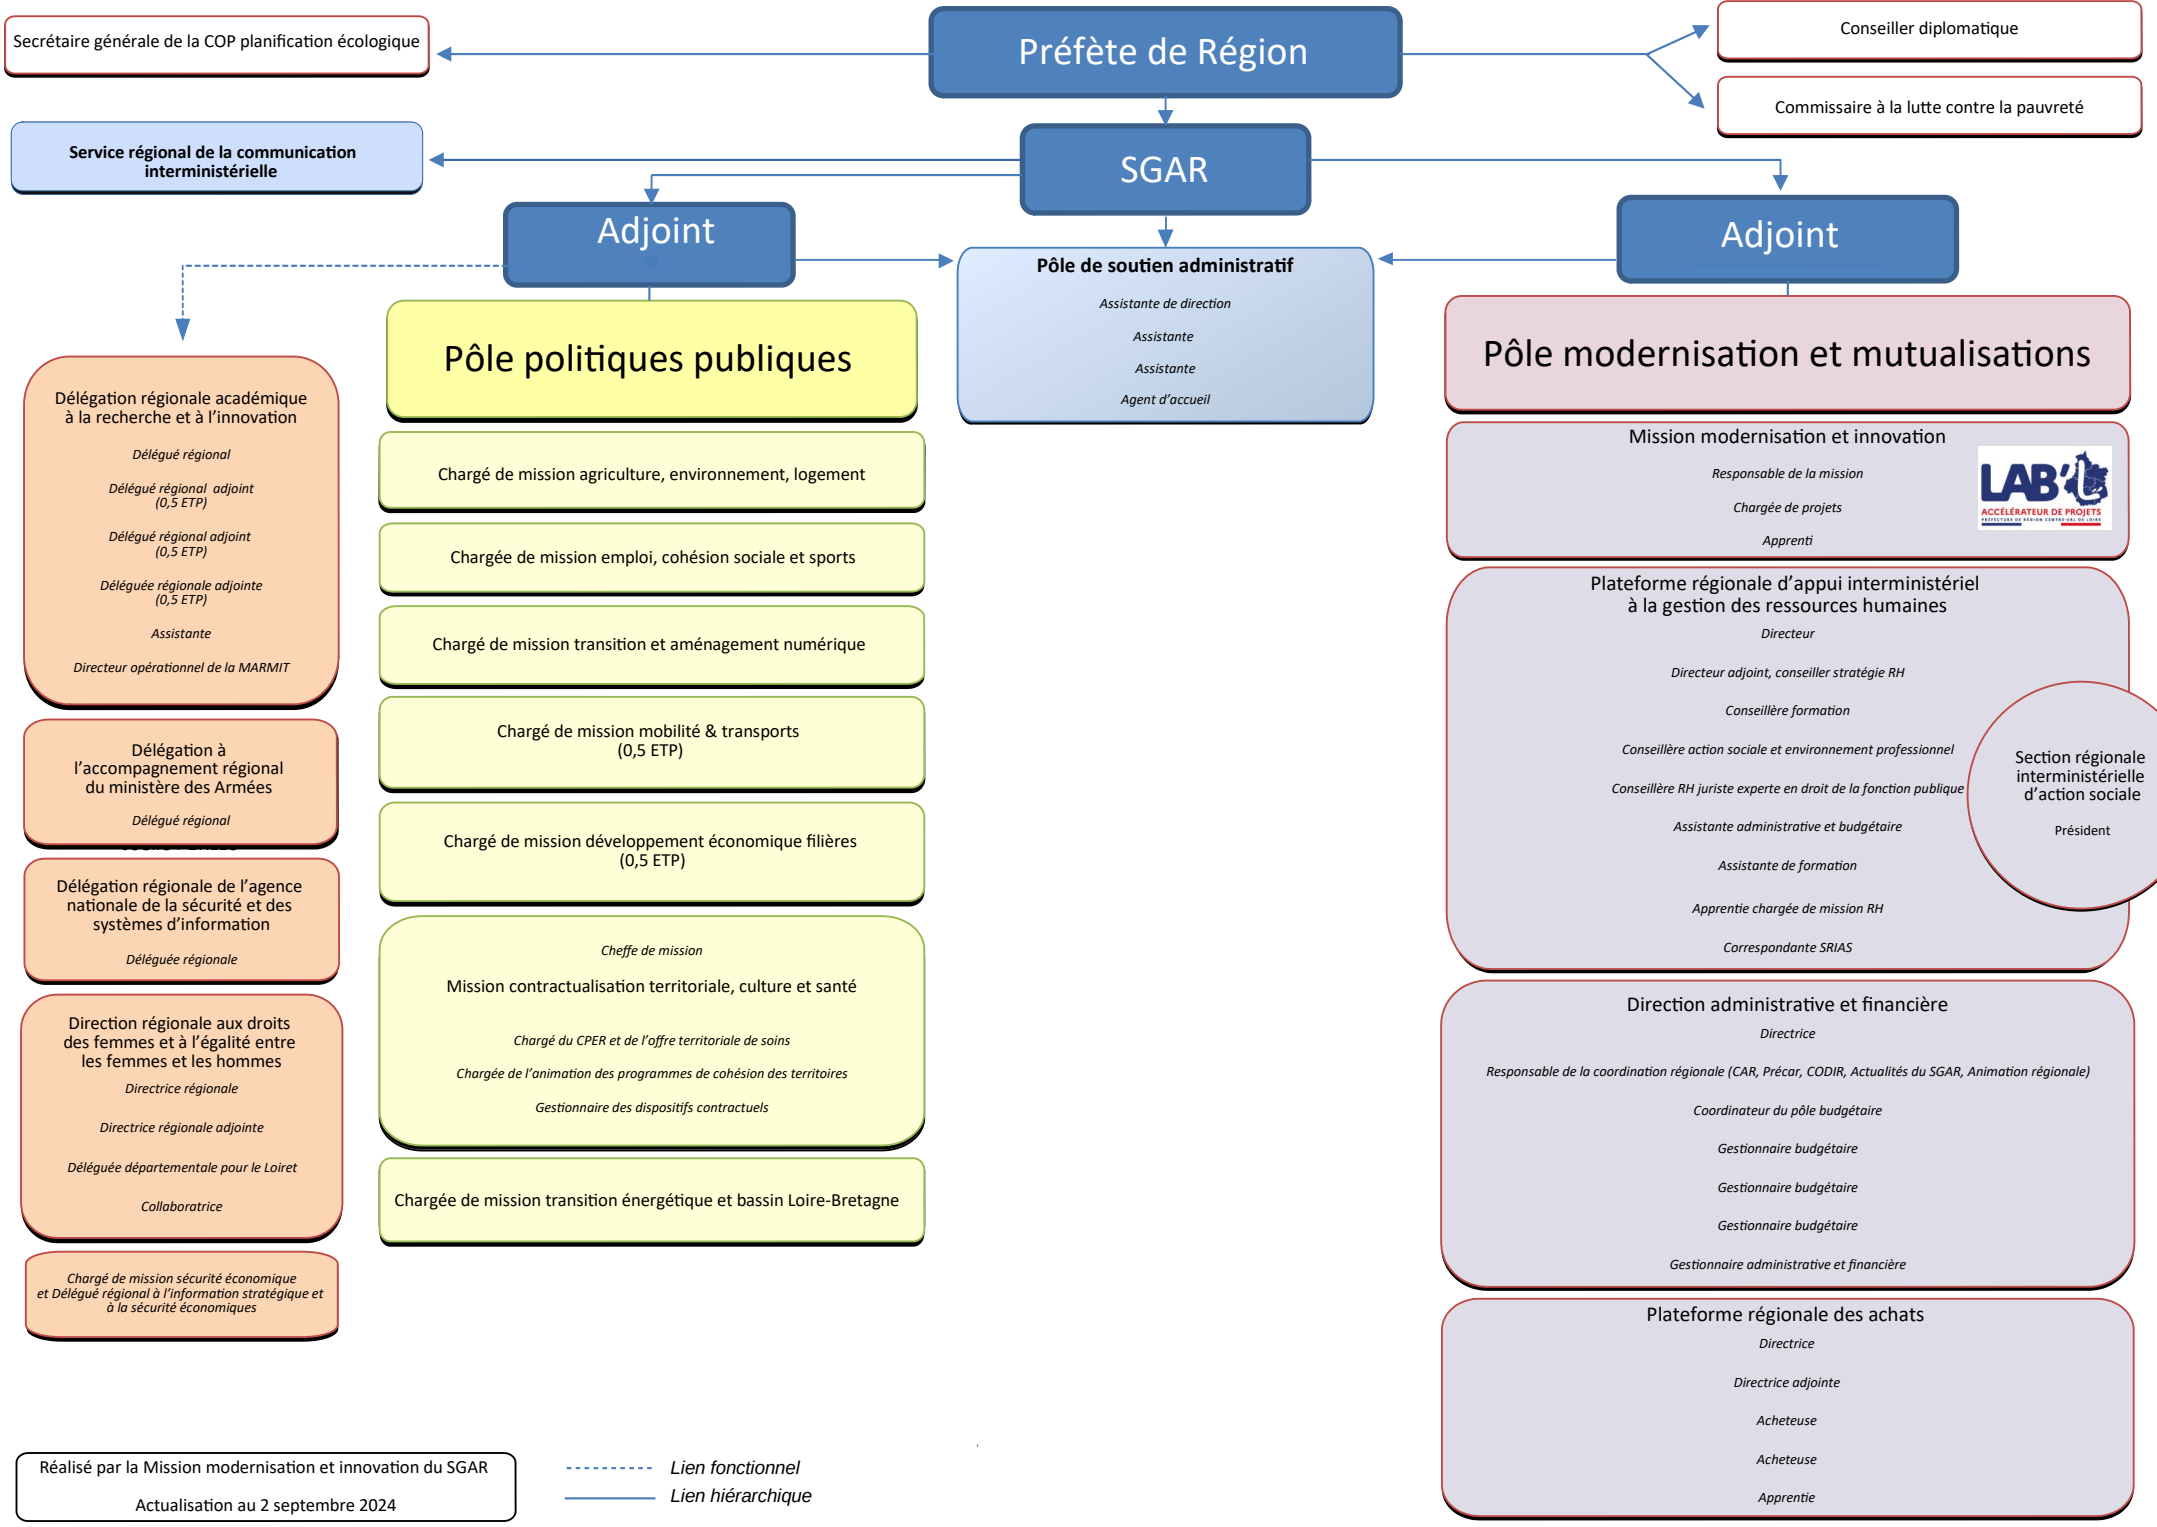 Secrétaire générale de la COP planification écologique
Préfète de Région
Conseiller diplomatique
Commissaire à la lutte contre la pauvreté
Service régional de la communication
interministérielle
SGAR
Adjoint
Adjoint
Pôle de soutien administratif
Assistante de direction
Assistante
Assistante
Agent d’accueil
Délégation régionale académique
à la recherche et à l’innovation
Délégué régional
Délégué régional adjoint
(0,5 ETP)
Délégué régional adjoint
(0,5 ETP)
Déléguée régionale adjointe
(0,5 ETP)
Assistante
Directeur opérationnel de la MARMIT
Délégation à
l’accompagnement régional
du ministère des Armées
Délégué régional
Délégation régionale de l’agence
nationale de la sécurité et des
systèmes d’information
Déléguée régionale
Direction régionale aux droits
des femmes et à l’égalité entre
les femmes et les hommes
Directrice régionale
Directrice régionale adjointe
Déléguée départementale pour le Loiret
Collaboratrice
Chargé de mission sécurité économique
et Délégué régional à l’information stratégique et
à la sécurité économiques
Pôle politiques publiques
Chargé de mission agriculture, environnement, logement
Chargée de mission emploi, cohésion sociale et sports
Chargé de mission transition et aménagement numérique
Chargé de mission mobilité & transports
(0,5 ETP)
Chargé de mission développement économique filières
(0,5 ETP)
Cheffe de mission
Mission contractualisation territoriale, culture et santé
Chargé du CPER et de l’offre territoriale de soins
Chargée de l’animation des programmes de cohésion des territoires
Gestionnaire des dispositifs contractuels
Chargée de mission transition énergétique et bassin Loire-Bretagne
Pôle modernisation et mutualisations
Mission modernisation et innovation
Responsable de la mission
Chargée de projets
Apprenti
LAB’
ACCÉLÉRATEUR DE PROJETS
PRÉFECTURE DE RÉGION CENTRE-VAL DE LOIRE
Plateforme régionale d’appui interministériel
à la gestion des ressources humaines
Directeur
Directeur adjoint, conseiller stratégie RH
Conseillère formation
Conseillère action sociale et environnement professionnel
Conseillère RH juriste experte en droit de la fonction publique
Assistante administrative et budgétaire
Assistante de formation
Apprentie chargée de mission RH
Correspondante SRIAS
Section régionale
interministérielle
d’action sociale
Président
Direction administrative et financière
Directrice
Responsable de la coordination régionale (CAR, Précar, CODIR, Actualités du SGAR, Animation régionale)
Coordinateur du pôle budgétaire
Gestionnaire budgétaire
Gestionnaire budgétaire
Gestionnaire budgétaire
Gestionnaire administrative et financière
Plateforme régionale des achats
Directrice
Directrice adjointe
Acheteuse
Acheteuse
Apprentie
Réalisé par la Mission modernisation et innovation du SGAR
Actualisation au 2 septembre 2024
Lien fonctionnel
Lien hiérarchique